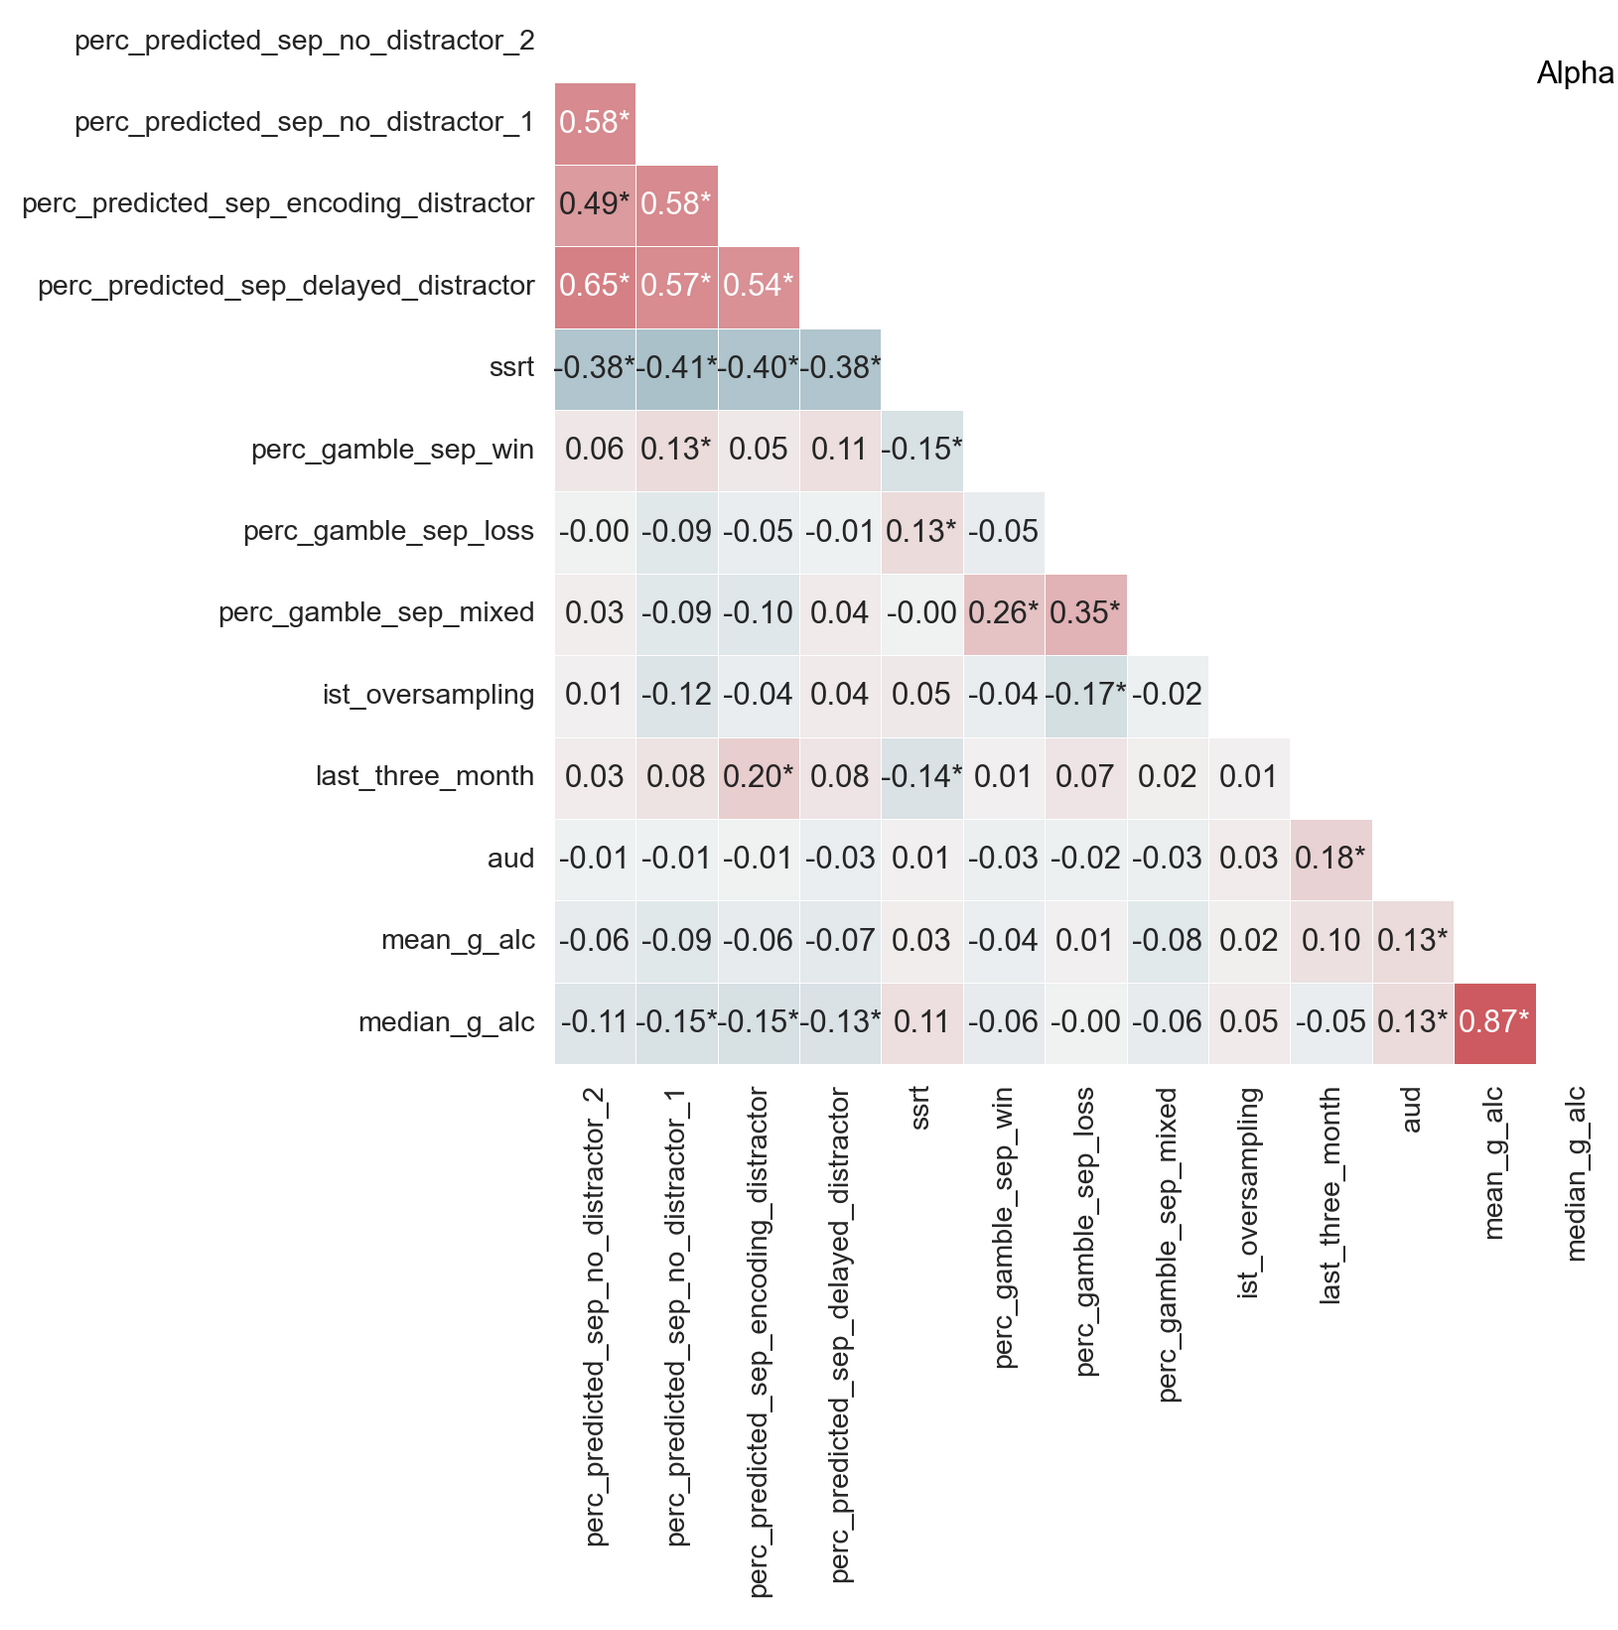 perc_predicted_sep_no_distractor_2
Alpha
perc_predicted_sep_no_distractor_1 0.58*
perc_predicted_sep_encoding_distractor 0.49* 0.58*
perc_predicted_sep_delayed_distractor 0.65* 0.57* 0.54*
ssrt -0.38* -0.41* -0.40* -0.38*
perc_gamble_sep_win 0.06 0.13* 0.05 0.11 -0.15*
perc_gamble_sep_loss -0.00 -0.09 -0.05 -0.01 0.13* -0.05
perc_gamble_sep_mixed 0.03 -0.09 -0.10 0.04 -0.00 0.26* 0.35*
ist_oversampling 0.01 -0.12 -0.04 0.04 0.05 -0.04 -0.17* -0.02
last_three_month 0.03 0.08 0.20* 0.08 -0.14* 0.01 0.07 0.02 0.01
aud -0.01 -0.01 -0.01 -0.03 0.01 -0.03 -0.02 -0.03 0.03 0.18*
mean_g_alc -0.06 -0.09 -0.06 -0.07 0.03 -0.04 0.01 -0.08 0.02 0.10 0.13*
median_g_alc -0.11 -0.15* -0.15* -0.13* 0.11 -0.06 -0.00 -0.06 0.05 -0.05 0.13* 0.87*
perc_predicted_sep_no_distractor_2
perc_predicted_sep_no_distractor_1
perc_predicted_sep_encoding_distractor
perc_predicted_sep_delayed_distractor
ssrt
perc_gamble_sep_win
perc_gamble_sep_loss
perc_gamble_sep_mixed
ist_oversampling
last_three_month
aud
mean_g_alc
median_g_alc